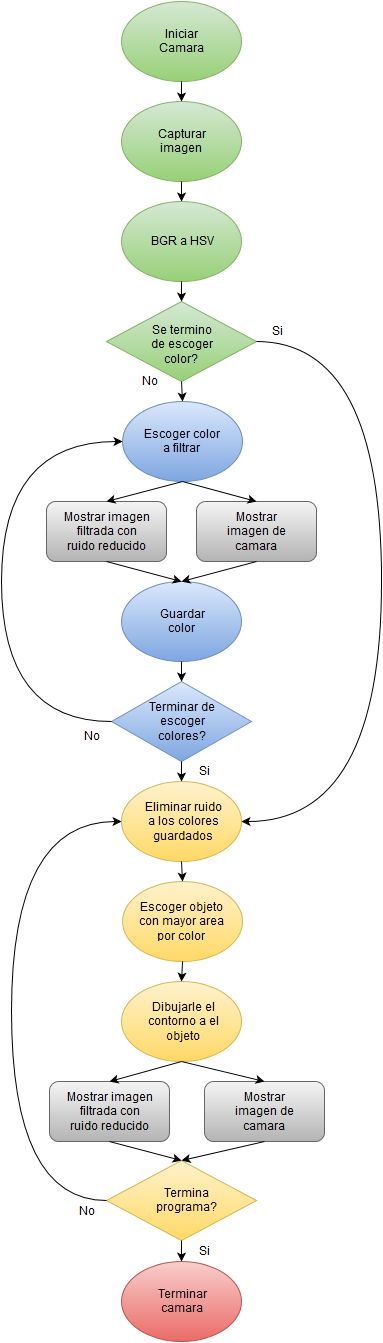 Iniciar
Camara
Capturar
imagen
BGR a HSV
Se termino
de escoger
color?
Si
No
Escoger color
a filtrar
Mostrar imagen
filtrada con
ruido reducido
Mostrar
imagen de
camara
Guardar
color
Terminar de
escoger
colores?
No
Si
Eliminar ruido
a los colores
guardados
Escoger objeto
con mayor area
por color
Dibujarle el
contorno a el
objeto
Mostrar imagen
filtrada con
ruido reducido
Mostrar
imagen de
camara
Termina
programa?
No
Si
Terminar
camara